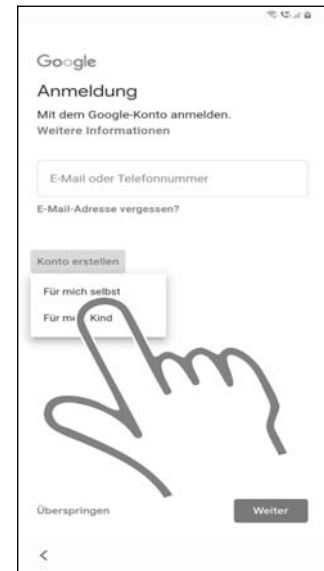 Google
Anmeldung
Mit dem Google-Konto anmelden.
Weitere Informationen
E-Mail oder Telefonnummer
E-Mail-Adresse vergessen?
Konto erstellen
Für mich selbst
Für Kind
Überspringen
Weiter